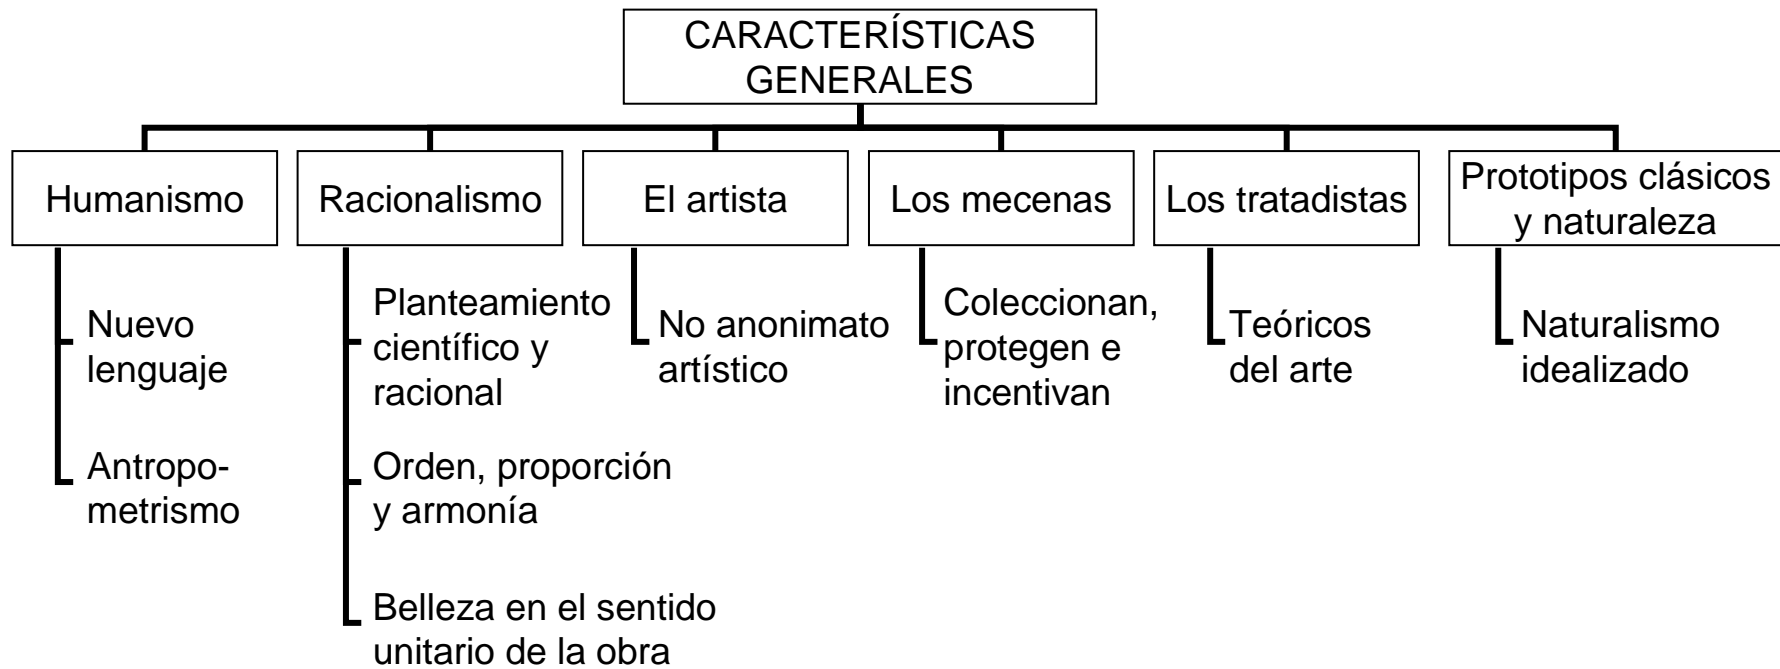 CARACTERÍSTICAS
GENERALES
Humanismo
Nuevo
lenguaje
Antropo-
metrismo
Racionalismo
Planteamiento
científico y
racional
Orden, proporción
y armonía
Belleza en el sentido
unitario de la obra
El artista
No anonimato
artístico
Los mecenas
Coleccionan,
protegen e
incentivan
Los tratadistas
Teóricos
del arte
Prototipos clásicos
y naturaleza
Naturalismo
idealizado